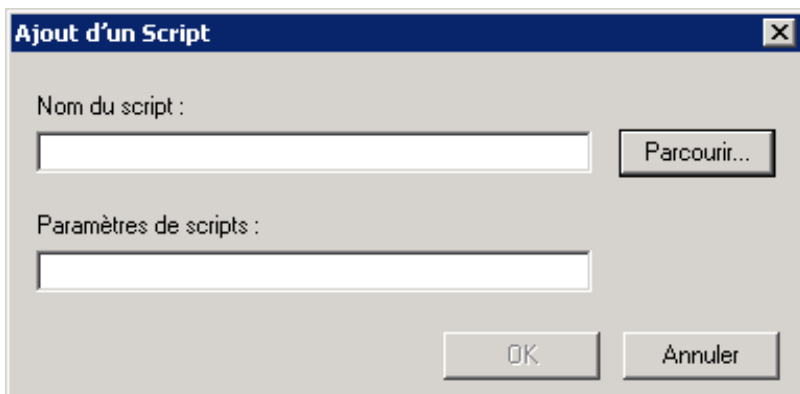 Ajout d'un Script
Nom du script :
Parcourir...
Paramètres de scripts :
OK
Annuler